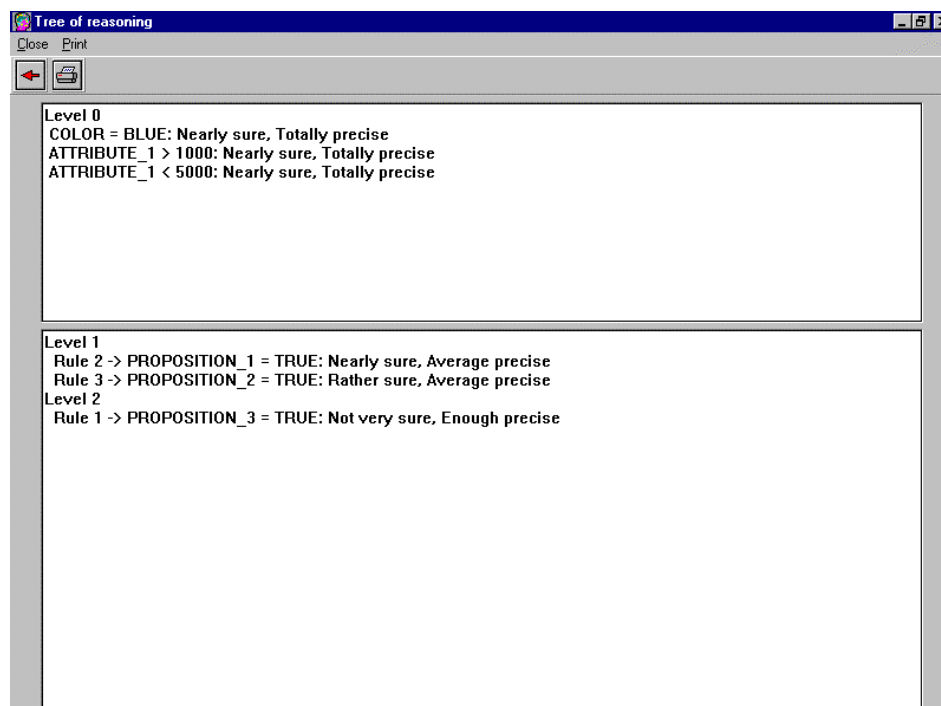 Tree of reasoning
Close Print
Level 0
COLOR = BLUE: Nearly sure, Totally precise
ATTRIBUTE_1 > 1000: Nearly sure, Totally precise
ATTRIBUTE_1 < 5000: Nearly sure, Totally precise
Level 1
Rule 2 -> PROPOSITION_1 = TRUE: Nearly sure, Average precise
Rule 3 -> PROPOSITION_2 = TRUE: Rather sure, Average precise
Level 2
Rule 1 -> PROPOSITION_3 = TRUE: Not very sure, Enough precise